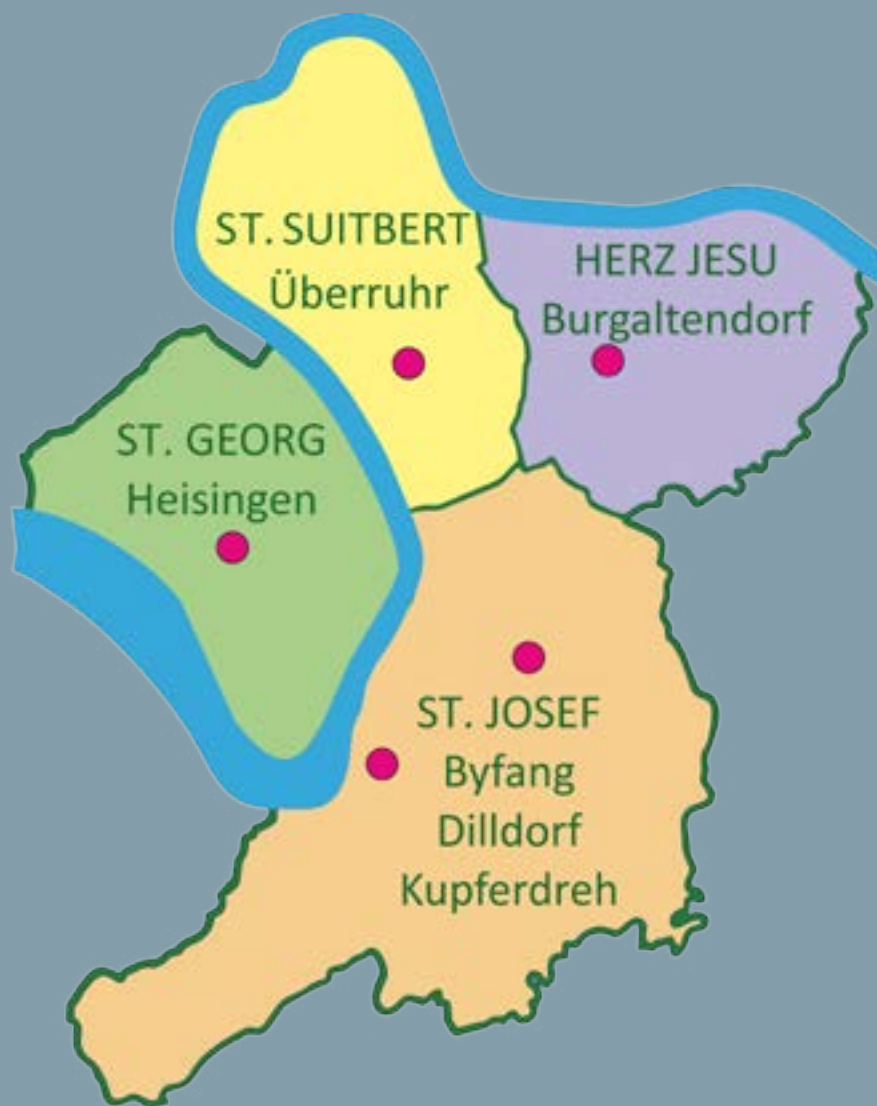 ST. SUITBERT
Überruhr
HERZ JESU
Burgaltendorf
ST. GEORG
Heisingen
ST. JOSEF
Byfang
Dilldorf
Kupferdreh